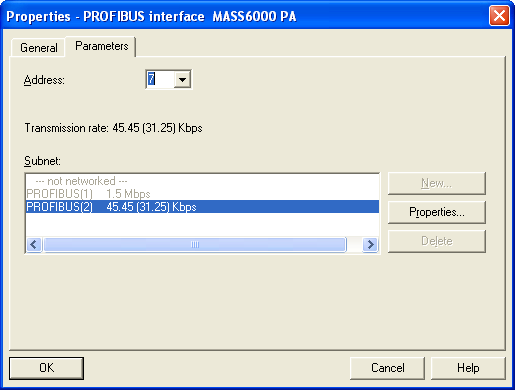 Properties - PROFIBUS interface  MASS6000 PA
General
Parameters
Address:
7
Transmission rate: 45.45 (31.25) Kbps
Subnet:
--- not networked ---
PROFIBUS(1) 1.5 Mbps
PROFIBUS(2) 45.45 (31.25) Kbps
New...
Properties...
Delete
OK
Cancel
Help